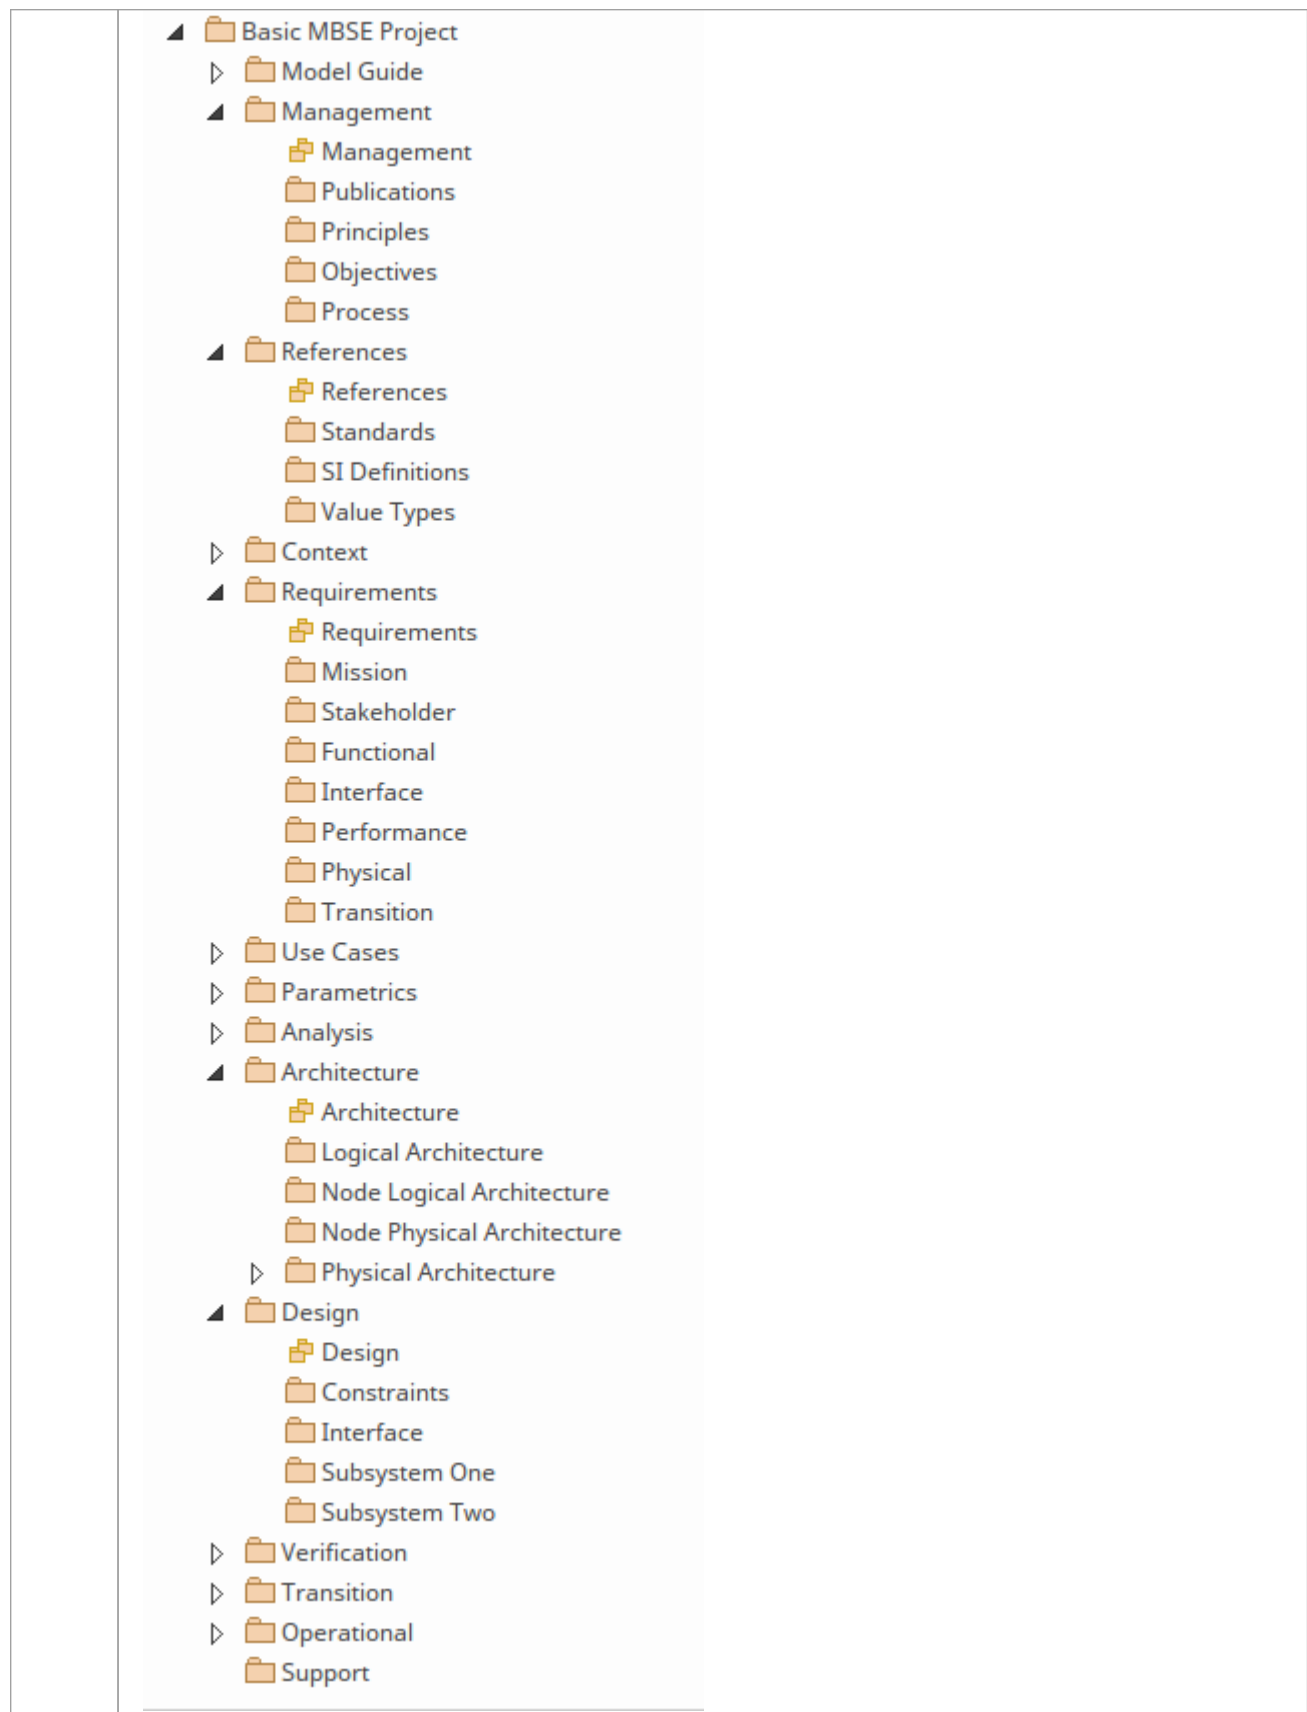 Basic MBSE Project
Model Guide
Management
Management
Publications
Principles
Objectives
Process
References
References
Standards
SI Definitions
Value Types
Context
Requirements
Requirements
Mission
Stakeholder
Functional
Interface
Performance
Physical
Transition
Use Cases
Parametrics
Analysis
Architecture
Architecture
Logical Architecture
Node Logical Architecture
Node Physical Architecture
Physical Architecture
Design
Design
Constraints
Interface
Subsystem One
Subsystem Two
Verification
Transition
Operational
Support